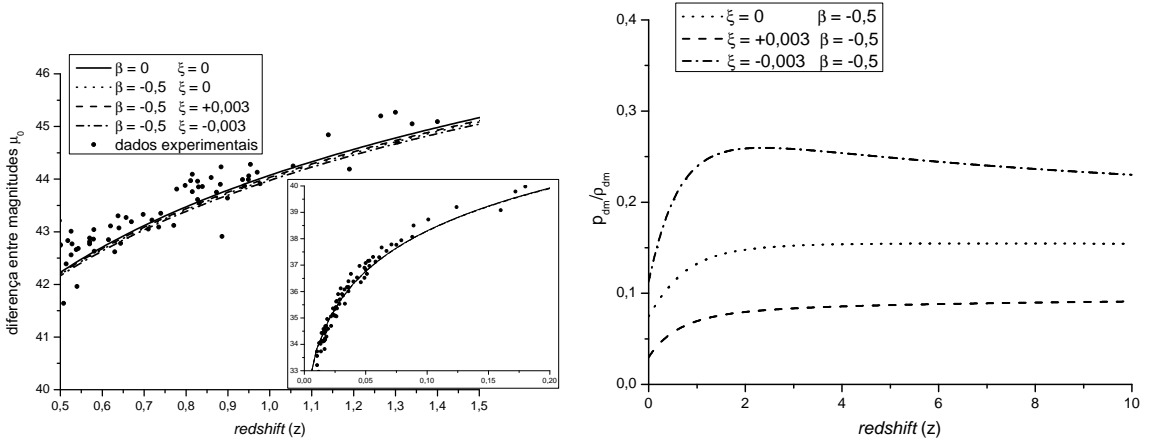 β = 0 ξ = 0
β = -0,5 ξ = 0
β = -0,5 ξ = +0,003
β = -0,5 ξ = -0,003
dados experimentais
46
45
44
43
42
41
40
diferença entre magnitudes μ0
0,5 0,6 0,7 0,8 0,9 1,0 1,1 1,2 1,3 1,4 1,5
redshift (z)
40
39
38
37
36
35
34
33
0,00 0,05 0,10 0,15 0,20
ξ = 0 β = -0,5
ξ = +0,003 β = -0,5
ξ = -0,003 β = -0,5
0,4
0,3
0,2
0,1
0,0
pdm/ρdm
0 2 4 6 8 10
redshift (z)